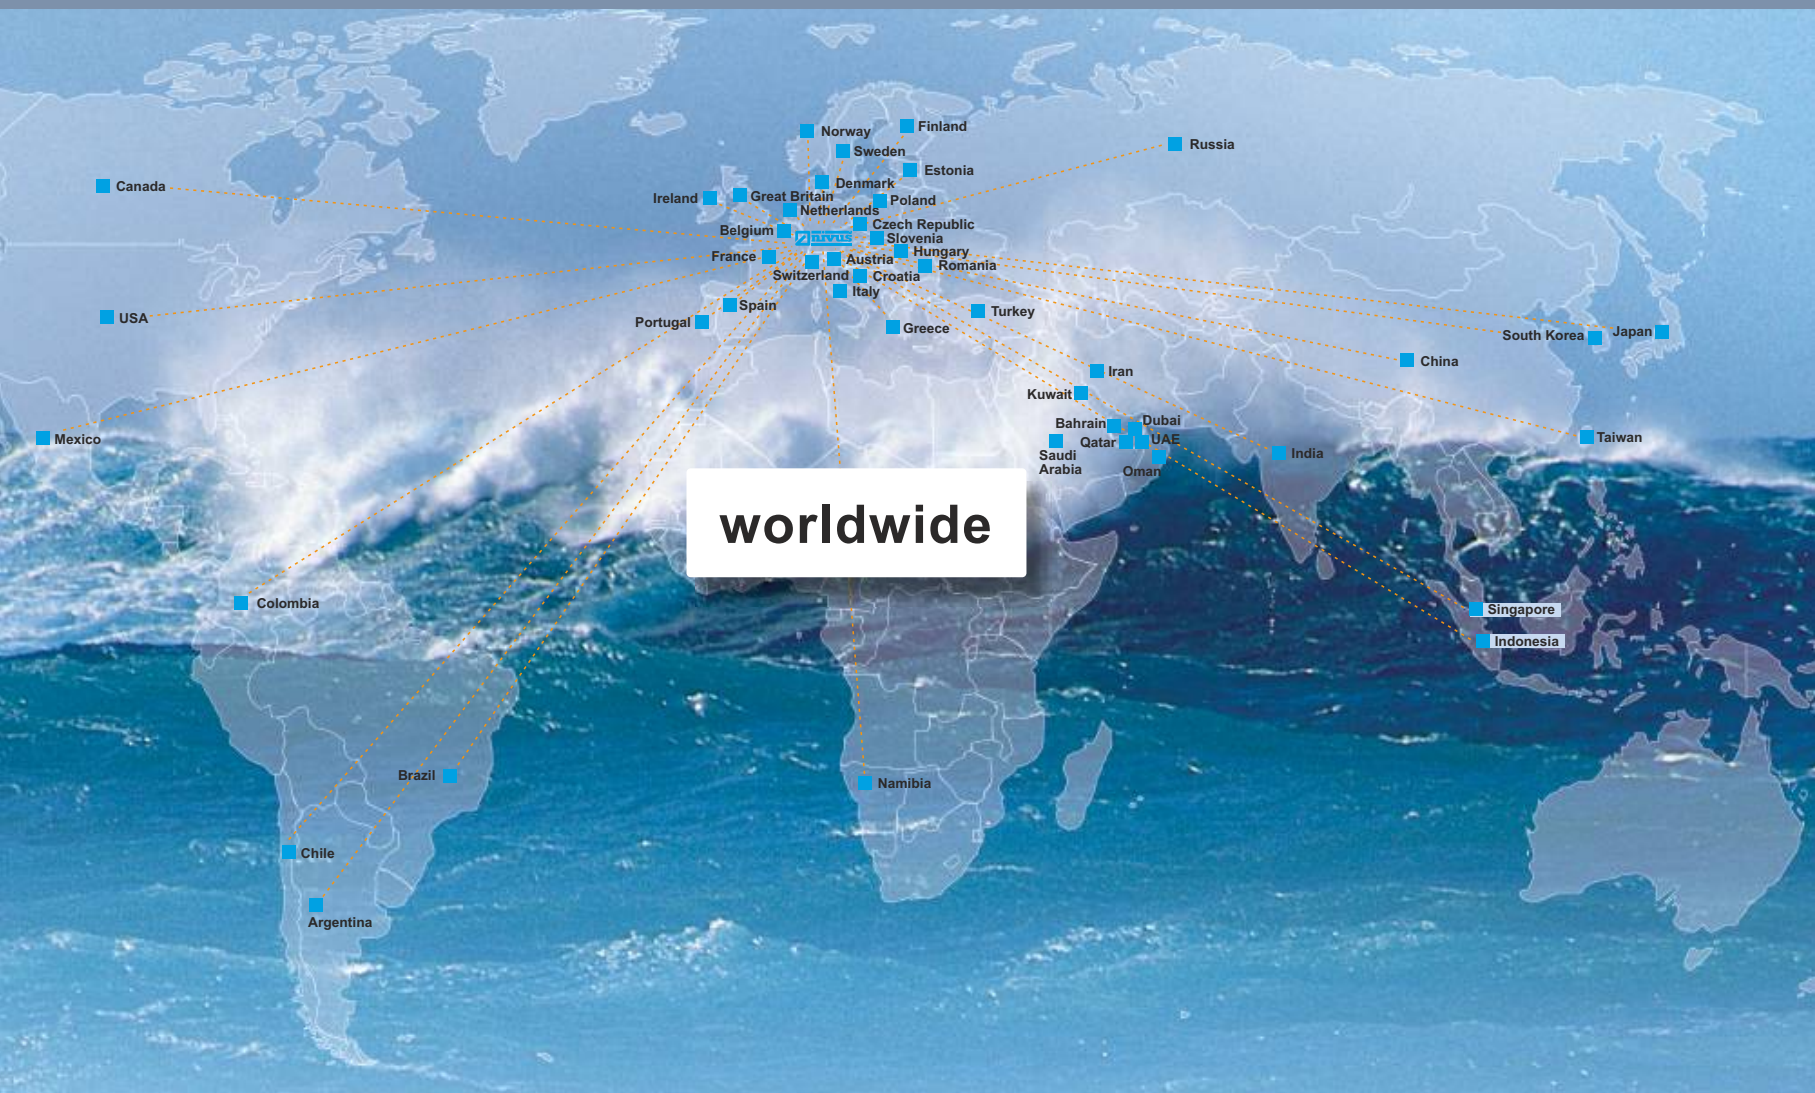 Norway
Finland
Sweden
Russia
Estonia
Denmark
Canada
Ireland
Great Britain
Poland
Netherlands
Czech Republic
Belgium
nivus
Slovenia
Hungary
France
Austria
Romania
Switzerland
Croatia
Italy
Spain
Turkey
USA
Portugal
Greece
South Korea
Japan
China
Iran
Kuwait
Bahrain
Dubai
Mexico
Qatar
UAE
Taiwan
Saudi
Arabia
India
Oman
worldwide
Colombia
Singapore
Indonesia
Brazil
Namibia
Chile
Argentina